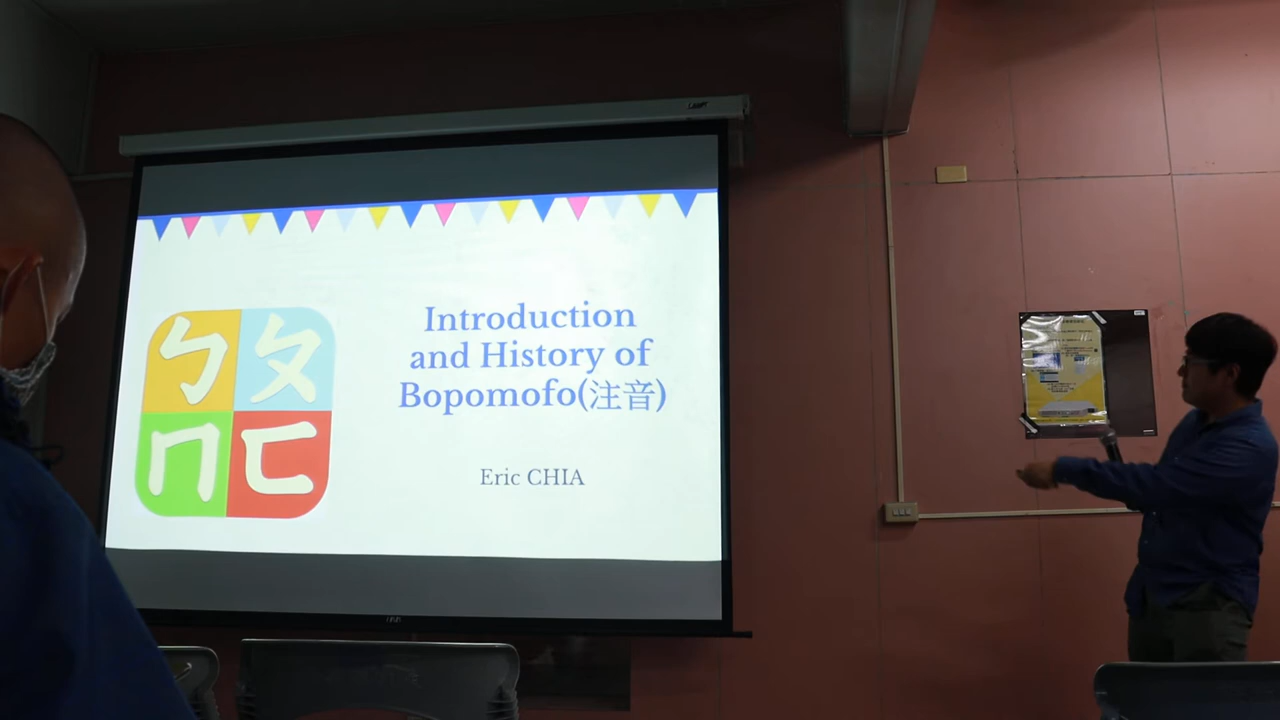 ㄅㄆ
ㄇㄈ
Introduction
and History of
Bopomofo(注音)
Eric CHIA